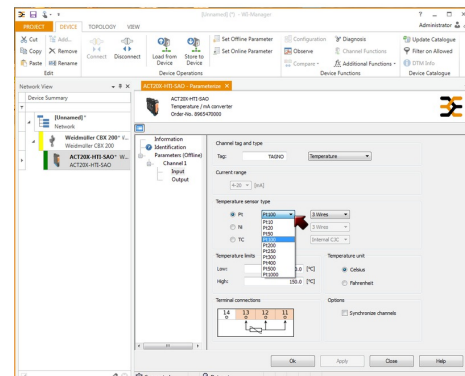 [Unnamed] (*) - WI-Manager
PROJECT DEVICE TOPOLOGY VIEW
Administrator
Cut Add...
Copy Remove
Paste Rename
Edit
Connect Disconnect
Load from Device
Store to Device
Set Offline Parameter
Set Online Parameter
Device Operations
Configuration Diagnosis
Observe Channel Functions
Compare Additional Functions
Device Functions
Update Catalogue
Filter on Allowed
DTM Info
Device Catalogue
Network View
Device Summary
[Unnamed]*
Network
Weidmüller CBX 200*
Weidmüller CBX 200
ACT20X-HTI-SAO* W...
ACT20X-HTI-SAO
ACT20X-HTI-SAO - Parameterize
ACT20X-HTI-SAO
Temperature / mA converter
Order-No. 8965470000
Information
Identification
Parameters (Offline)
Channel 1
Input
Output
Channel tag and type
Tag: TAGNO Temperature
Current range
4-20 [mA]
Temperature sensor type
Pt Pt100 3 Wires
Ni 3 Wires
TC Internal CJC
Pt10
Pt20
Pt50
Pt100
Pt200
Pt250
Pt300
Pt400
Pt500
Pt1000
Temperature limits
Low: [°C]
High: 150.0 [°C]
Temperature unit
Celsius
Fahrenheit
Terminal connections
14 13 12 11
Options
Synchronize channels
Ok Apply Close Help